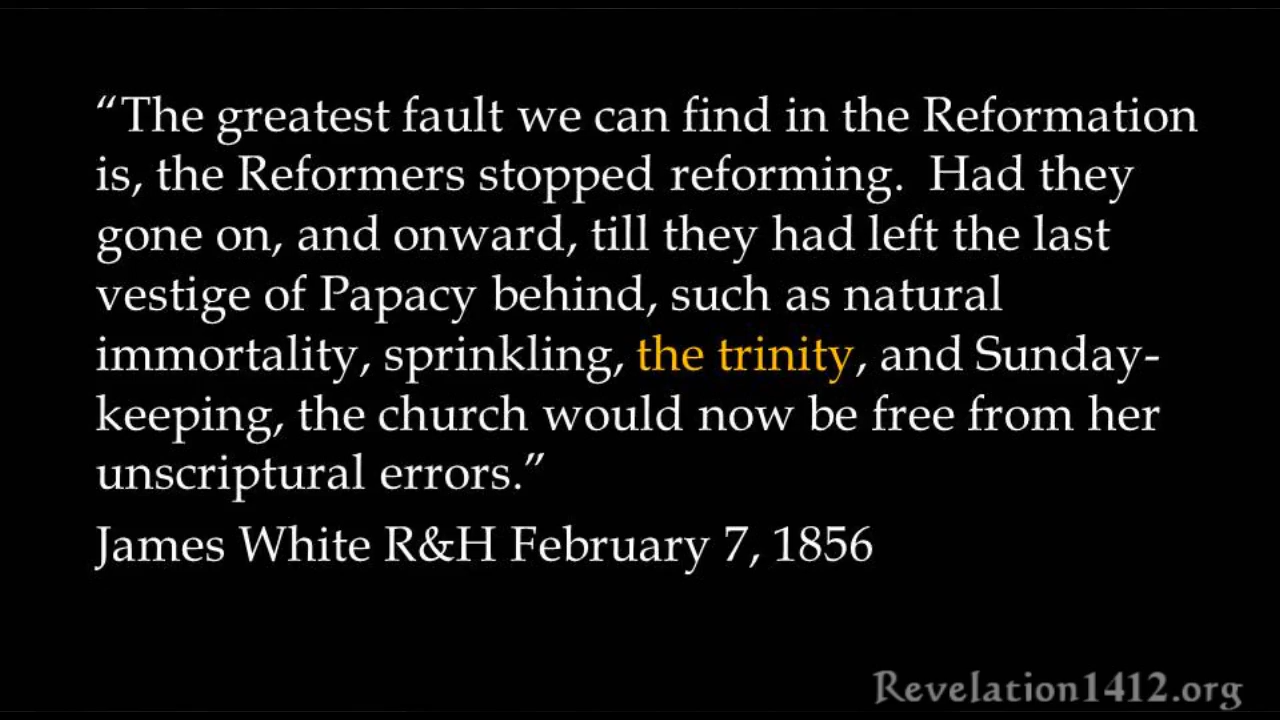 “The greatest fault we can find in the Reformation
is, the Reformers stopped reforming.  Had they
gone on, and onward, till they had left the last
vestige of Papacy behind, such as natural
immortality, sprinkling, the trinity, and Sunday-
keeping, the church would now be free from her
unscriptural errors.”
James White R&H February 7, 1856
Revelation1412.org